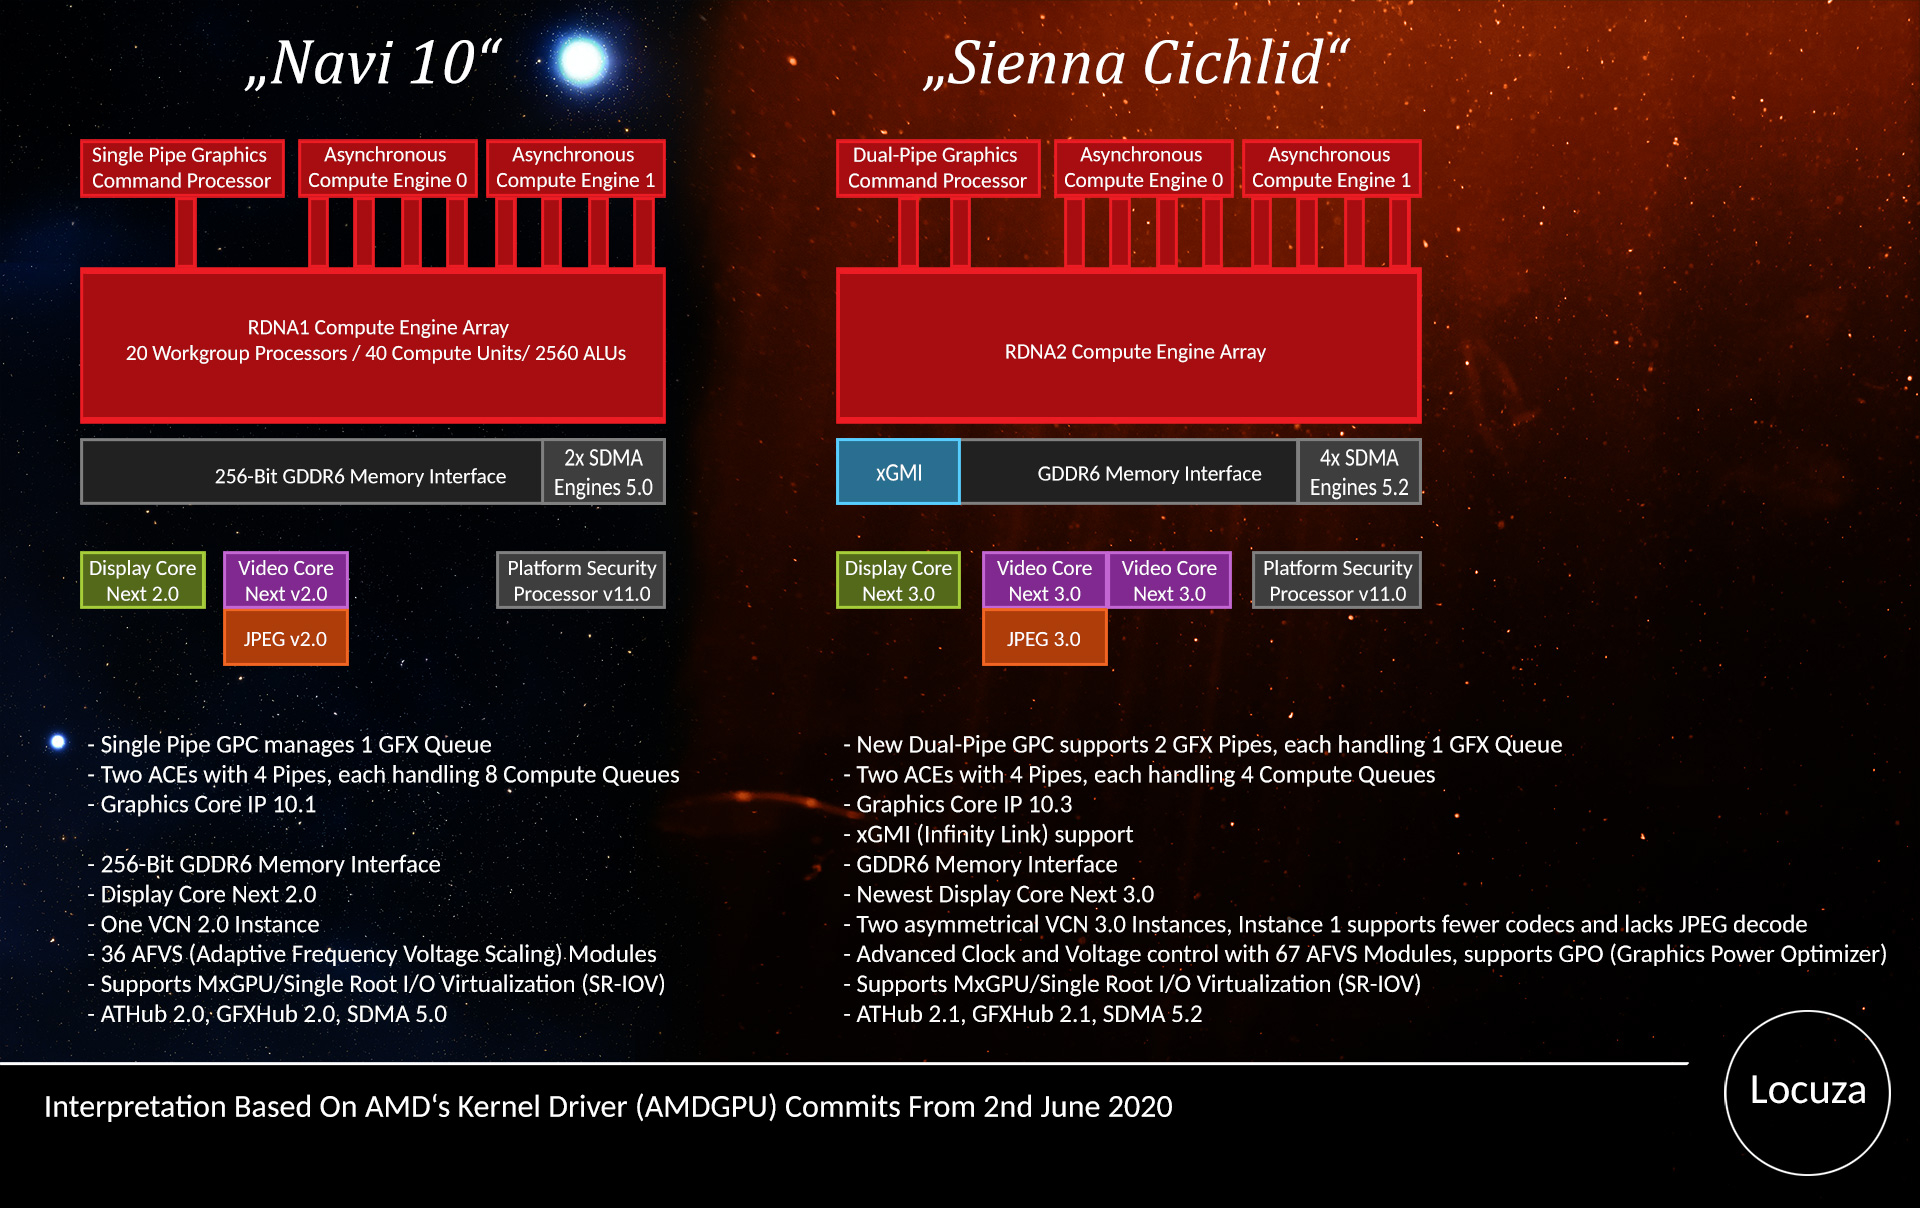 „Navi 10“
Single Pipe Graphics
Command Processor
Asynchronous
Compute Engine 0
Asynchronous
Compute Engine 1
RDNA1 Compute Engine Array
20 Workgroup Processors / 40 Compute Units/ 2560 ALUs
256-Bit GDDR6 Memory Interface
2x SDMA
Engines 5.0
Display Core
Next 2.0
Video Core
Next v2.0
JPEG v2.0
Platform Security
Processor v11.0
- Single Pipe GPC manages 1 GFX Queue
- Two ACEs with 4 Pipes, each handling 8 Compute Queues
- Graphics Core IP 10.1
- 256-Bit GDDR6 Memory Interface
- Display Core Next 2.0
- One VCN 2.0 Instance
- 36 AFVS (Adaptive Frequency Voltage Scaling) Modules
- Supports MxGPU/Single Root I/O Virtualization (SR-IOV)
- ATHub 2.0, GFXHub 2.0, SDMA 5.0
„Sienna Cichlid“
Dual-Pipe Graphics
Command Processor
Asynchronous
Compute Engine 0
Asynchronous
Compute Engine 1
RDNA2 Compute Engine Array
xGMI
GDDR6 Memory Interface
4x SDMA
Engines 5.2
Display Core
Next 3.0
Video Core
Next 3.0
Video Core
Next 3.0
JPEG 3.0
Platform Security
Processor v11.0
- New Dual-Pipe GPC supports 2 GFX Pipes, each handling 1 GFX Queue
- Two ACEs with 4 Pipes, each handling 4 Compute Queues
- Graphics Core IP 10.3
- xGMI (Infinity Link) support
- GDDR6 Memory Interface
- Newest Display Core Next 3.0
- Two asymmetrical VCN 3.0 Instances, Instance 1 supports fewer codecs and lacks JPEG decode
- Advanced Clock and Voltage control with 67 AFVS Modules, supports GPO (Graphics Power Optimizer)
- Supports MxGPU/Single Root I/O Virtualization (SR-IOV)
- ATHub 2.1, GFXHub 2.1, SDMA 5.2
Interpretation Based On AMD‘s Kernel Driver (AMDGPU) Commits From 2nd June 2020
Locuza